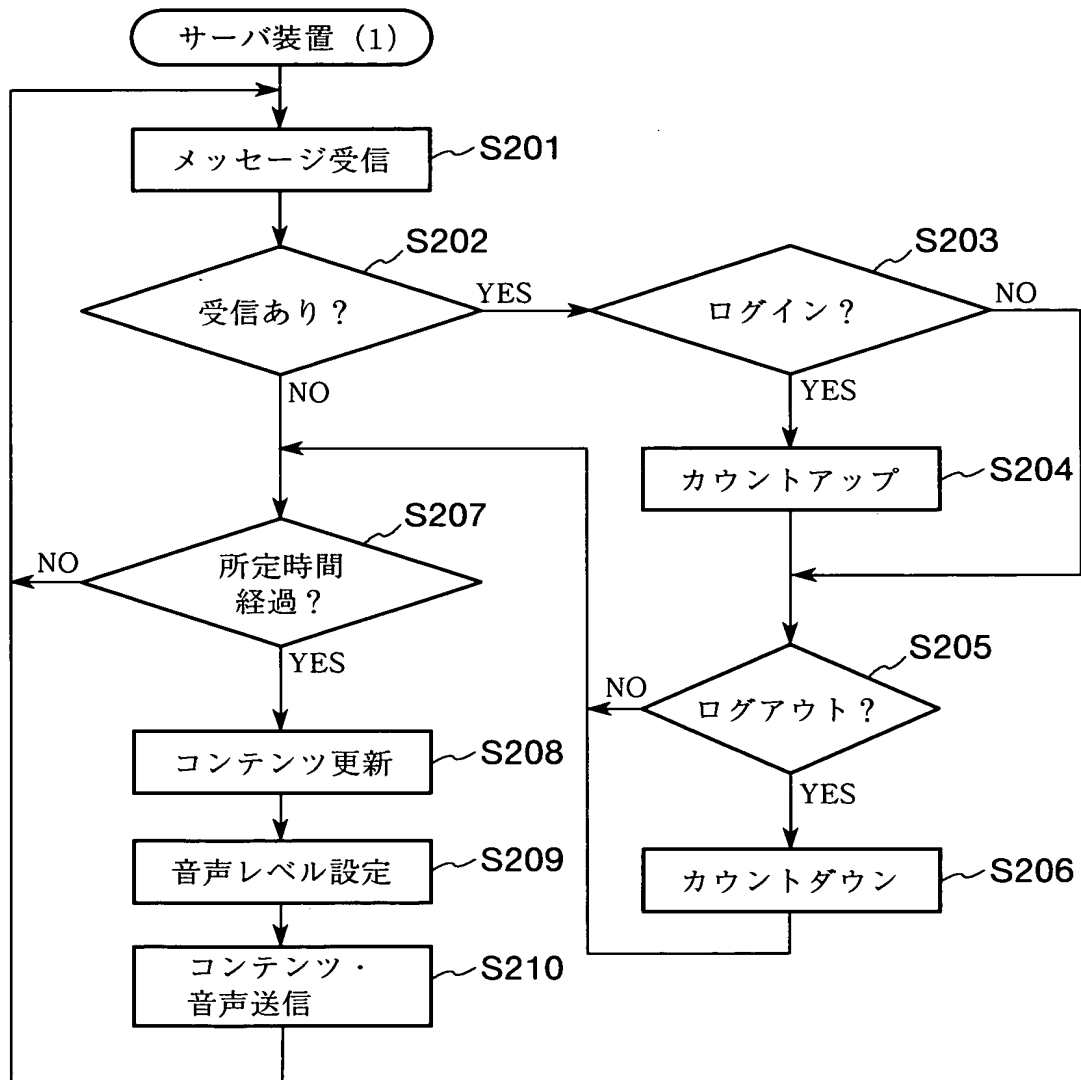 サーバ装置 (1)
メッセージ受信
S201
受信あり?
S202
YES
NO
ログイン?
S203
NO
YES
カウントアップ
S204
ログアウト?
S205
NO
YES
カウントダウン
S206
所定時間
経過?
S207
NO
YES
コンテンツ更新
S208
音声レベル設定
S209
コンテンツ・
音声送信
S210